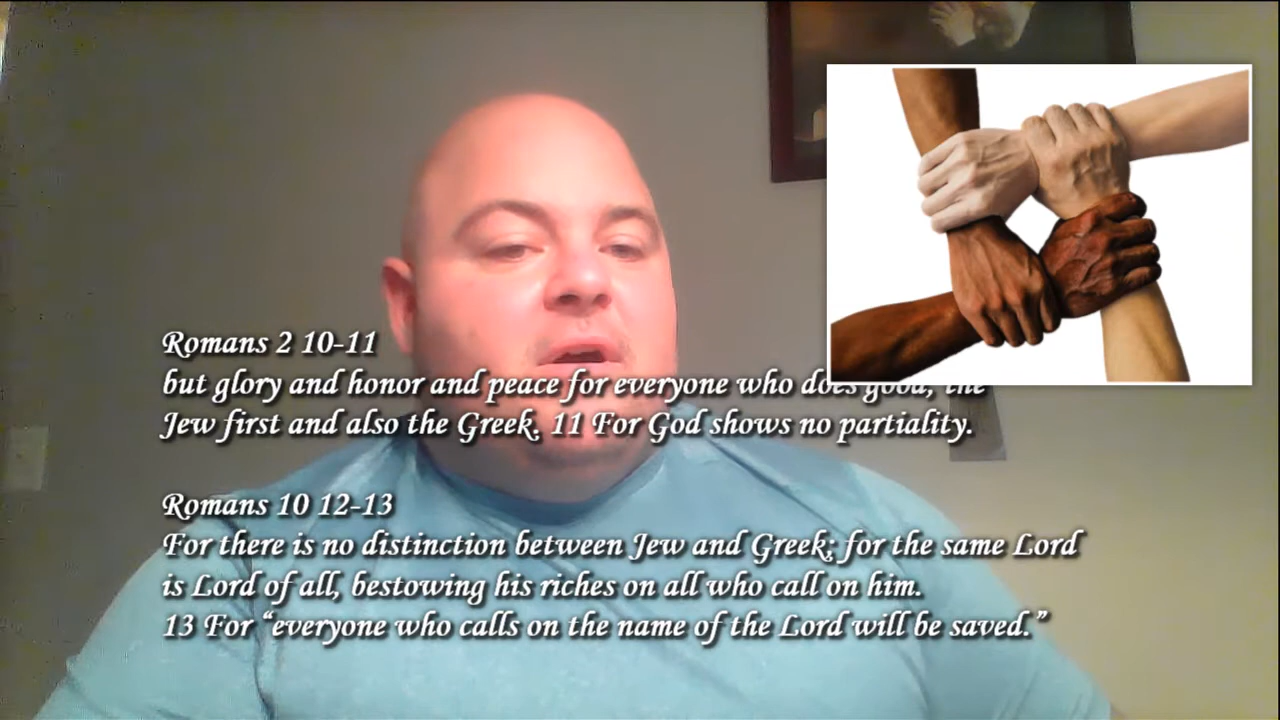 Romans 2 10-11
but glory and honor and peace for everyone who does good, the
Jew first and also the Greek. 11 For God shows no partiality.
Romans 10 12-13
For there is no distinction between Jew and Greek; for the same Lord
is Lord of all, bestowing his riches on all who call on him.
13 For “everyone who calls on the name of the Lord will be saved.”